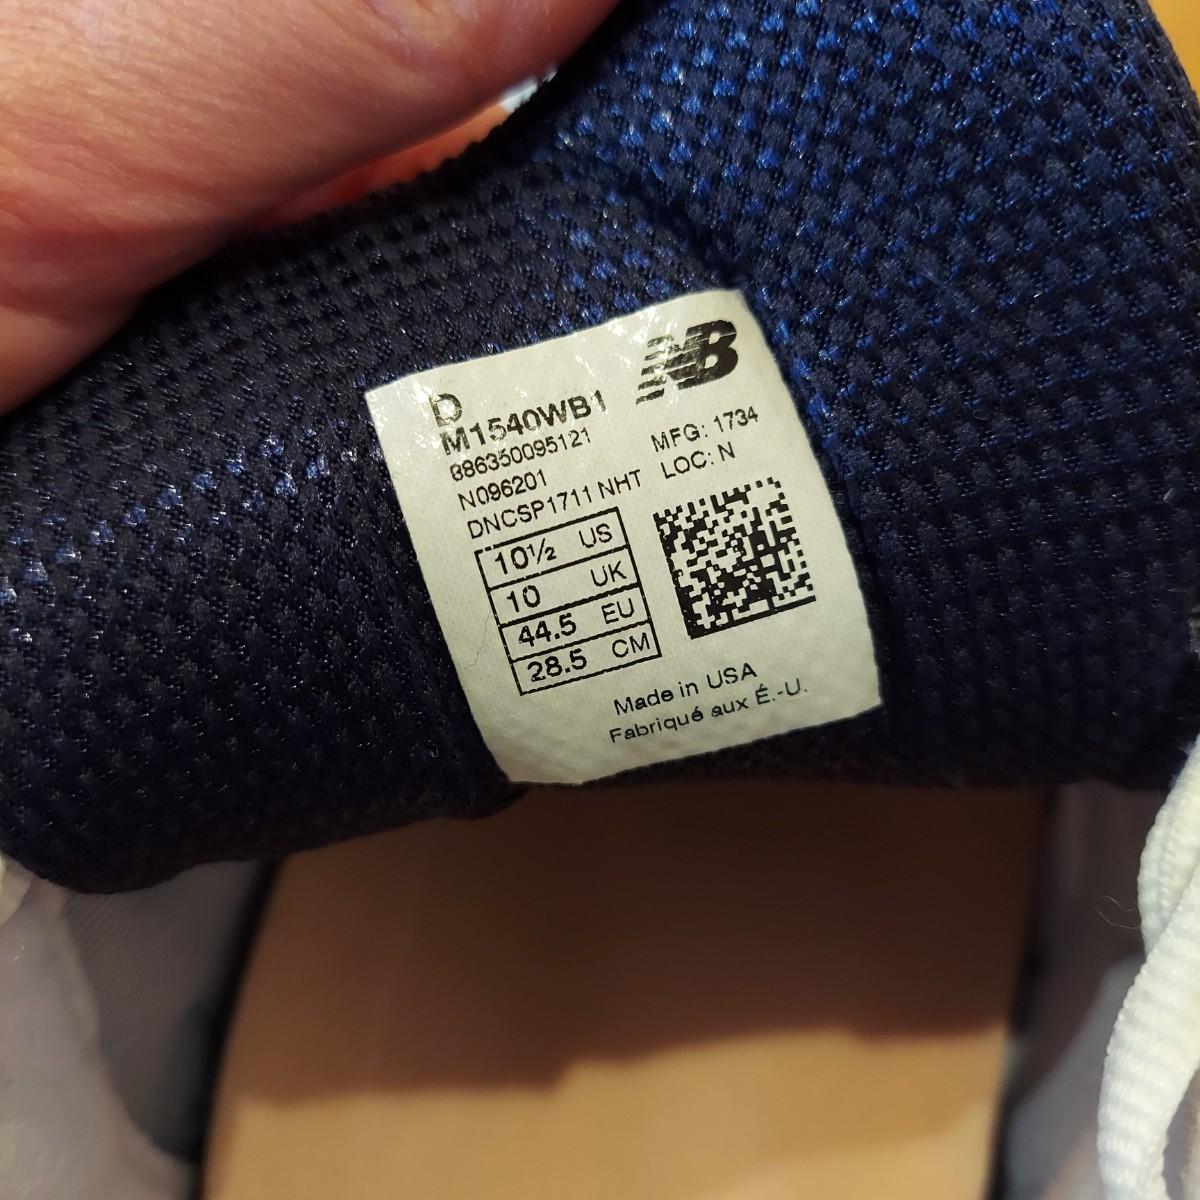 NB
D
M1540WB1
886350095121
N096201
DNCSP1711 NHT
MFG: 1734
LOC: N
10½ US
10 UK
44.5 EU
28.5 CM
Made in USA
Fabriqué aux É.-U.